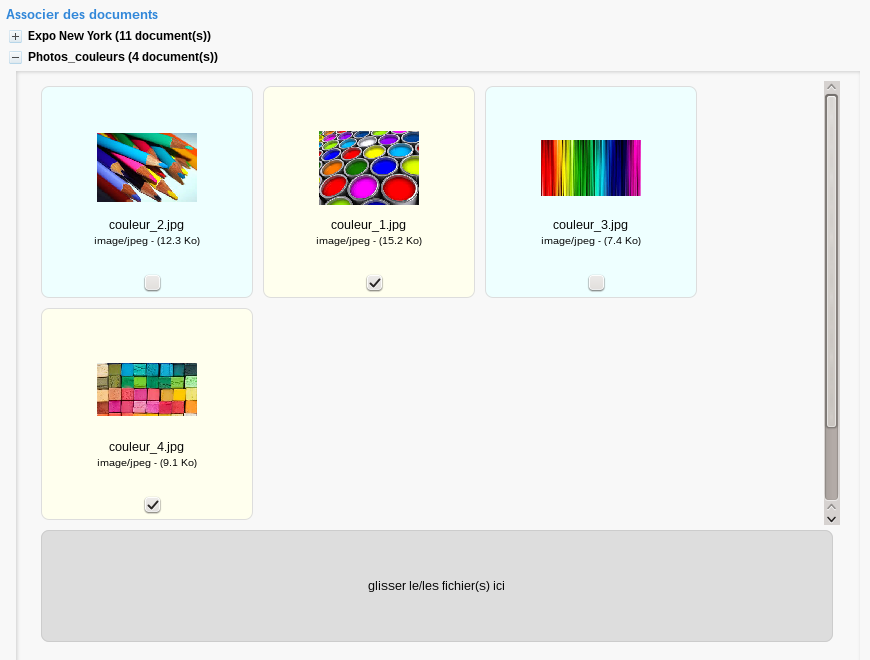 Associer des documents
Expo New York (11 document(s))
Photos_couleurs (4 document(s))
couleur_2.jpg
image/jpeg - (12.3 Ko)
couleur_1.jpg
image/jpeg - (15.2 Ko)
couleur_3.jpg
image/jpeg - (7.4 Ko)
couleur_4.jpg
image/jpeg - (9.1 Ko)
glisser le/les fichier(s) ici